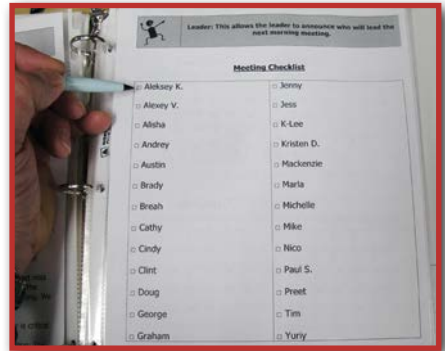 Leader: This allows the leader to announce who will lead the
next morning meeting.
Meeting Checklist
□ Aleksey K.
□ Alexey V.
□ Alisha
□ Andrey
□ Austin
□ Brady
□ Breah
□ Cathy
□ Cindy
□ Clint
□ Doug
□ George
□ Graham
□ Jenny
□ Jess
□ K-Lee
□ Kristen D.
□ Mackenzie
□ Marla
□ Michelle
□ Mike
□ Nico
□ Paul S.
□ Preet
□ Tim
□ Yuriy